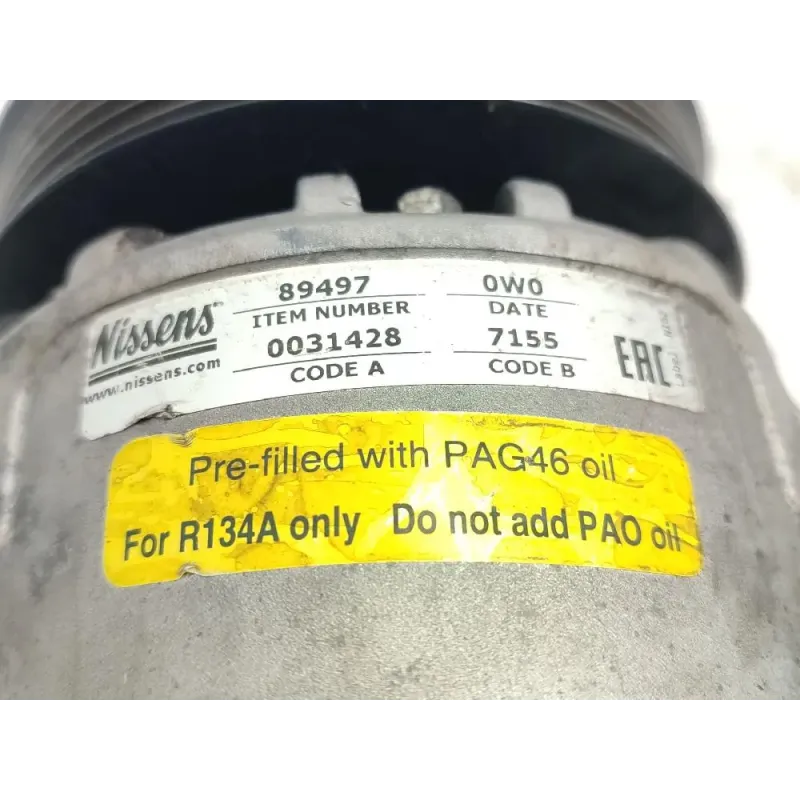 Nissens
www.nissens.com
89497 0W0
ITEM NUMBER DATE
0031428 7155
CODE A CODE B
EAC
Pre-filled with PAG46 oil
For R134A only Do not add PAO oil